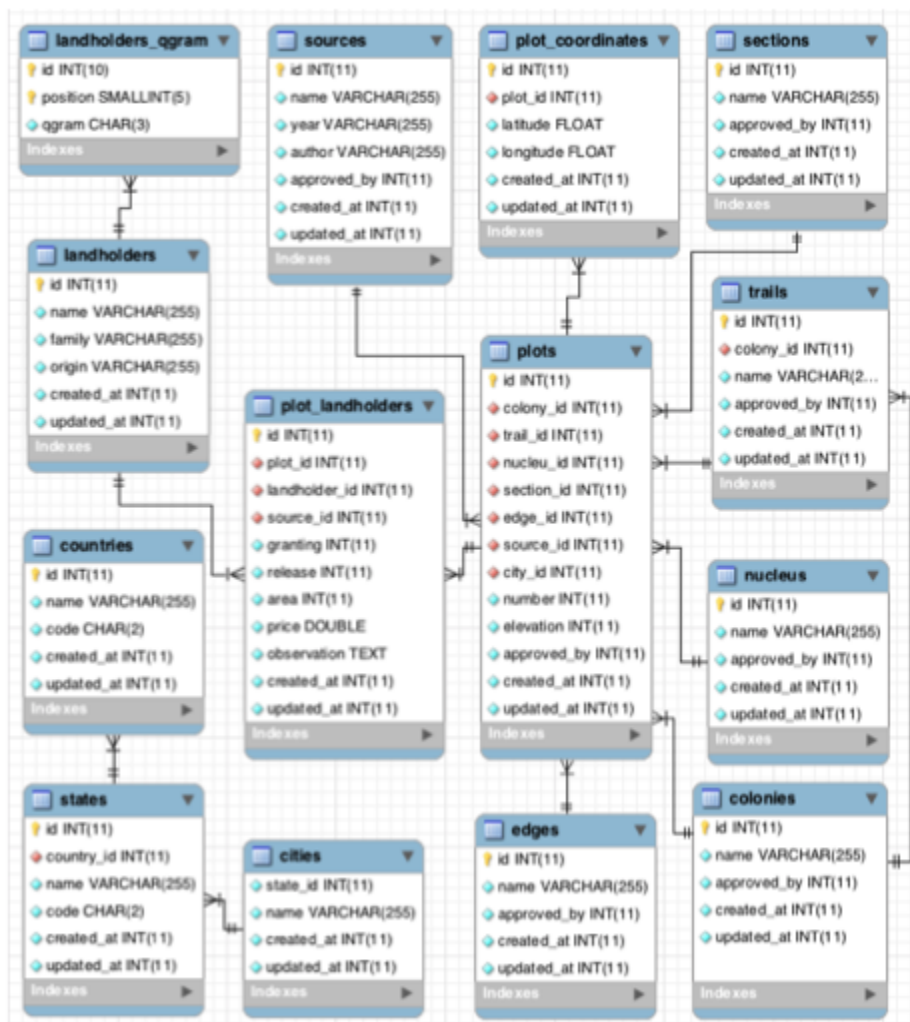 landholders_qgram
id INT(10)
position SMALLINT(5)
qgram CHAR(3)
Indexes
sources
id INT(11)
name VARCHAR(255)
year VARCHAR(255)
author VARCHAR(255)
approved_by INT(11)
created_at INT(11)
updated_at INT(11)
Indexes
plot_coordinates
id INT(11)
plot_id INT(11)
latitude FLOAT
longitude FLOAT
created_at INT(11)
updated_at INT(11)
Indexes
sections
id INT(11)
name VARCHAR(255)
approved_by INT(11)
created_at INT(11)
updated_at INT(11)
Indexes
landholders
id INT(11)
name VARCHAR(255)
family VARCHAR(255)
origin VARCHAR(255)
created_at INT(11)
updated_at INT(11)
Indexes
plot_landholders
id INT(11)
plot_id INT(11)
landholder_id INT(11)
source_id INT(11)
granting INT(11)
release INT(11)
area INT(11)
price DOUBLE
observation TEXT
created_at INT(11)
updated_at INT(11)
Indexes
plots
id INT(11)
colony_id INT(11)
trail_id INT(11)
nucleu_id INT(11)
section_id INT(11)
edge_id INT(11)
source_id INT(11)
city_id INT(11)
number INT(11)
elevation INT(11)
approved_by INT(11)
created_at INT(11)
updated_at INT(11)
Indexes
trails
id INT(11)
colony_id INT(11)
name VARCHAR(2...
approved_by INT(11)
created_at INT(11)
updated_at INT(11)
Indexes
countries
id INT(11)
name VARCHAR(255)
code CHAR(2)
created_at INT(11)
updated_at INT(11)
Indexes
nucleus
id INT(11)
name VARCHAR(255)
approved_by INT(11)
created_at INT(11)
updated_at INT(11)
Indexes
states
id INT(11)
country_id INT(11)
name VARCHAR(255)
code CHAR(2)
created_at INT(11)
updated_at INT(11)
Indexes
cities
state_id INT(11)
name VARCHAR(255)
created_at INT(11)
updated_at INT(11)
Indexes
edges
id INT(11)
name VARCHAR(255)
approved_by INT(11)
created_at INT(11)
updated_at INT(11)
Indexes
colonies
id INT(11)
name VARCHAR(255)
approved_by INT(11)
created_at INT(11)
updated_at INT(11)
Indexes